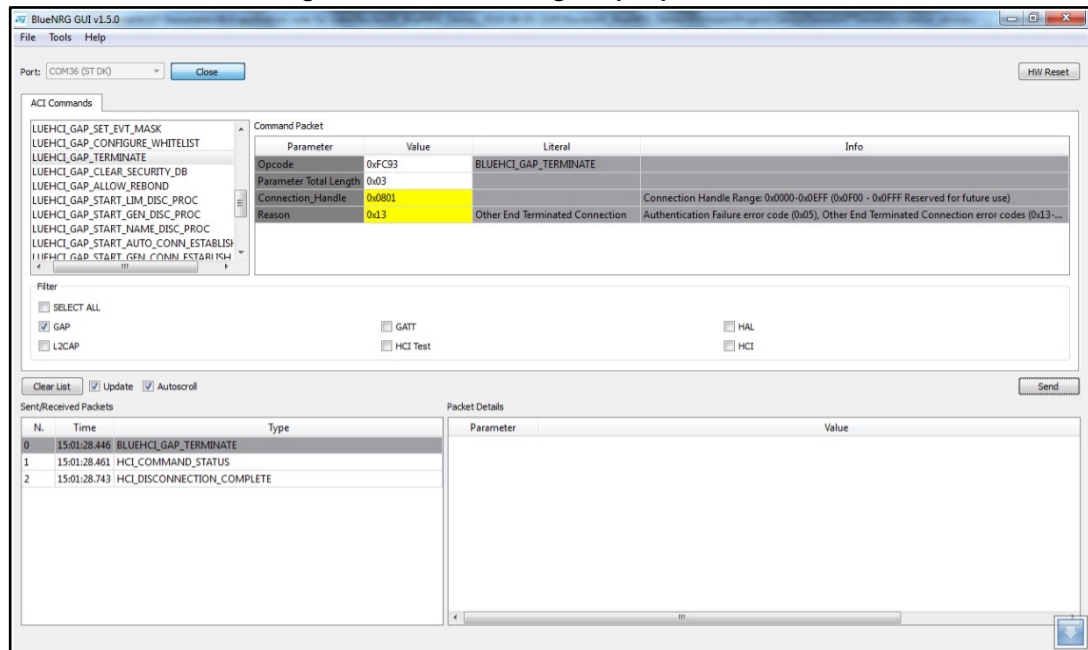 BlueNRG GUI v1.5.0
File Tools Help
Port: COM36 (ST DK) Close HW Reset
ACI Commands
LUEHCI_GAP_SET_EVT_MASK
LUEHCI_GAP_CONFIGURE_WHITELIST
LUEHCI_GAP_TERMINATE
LUEHCI_GAP_CLEAR_SECURITY_DB
LUEHCI_GAP_ALLOW_REBOND
LUEHCI_GAP_START_LIM_DISC_PROC
LUEHCI_GAP_START_GEN_DISC_PROC
LUEHCI_GAP_START_NAME_DISC_PROC
LUEHCI_GAP_START_AUTO_CONN_ESTABLISH
LUEHCI_GAP_START_GEN_CONN_ESTABLISH
Command Packet
Parameter Value Literal Info
Opcode 0xFC93 BLUEHCI_GAP_TERMINATE
Parameter Total Length 0x03
Connection_Handle 0x0801 Connection Handle Range: 0x0000-0x0EFF (0x0F00 - 0x0FFF Reserved for future use)
Reason 0x13 Other End Terminated Connection Authentication Failure error code (0x05), Other End Terminated Connection error codes (0x13-...
Filter
SELECT ALL
GAP GATT HAL
L2CAP HCI Test HCI
Clear List Update Autoscroll Send
Sent/Received Packets
N. Time Type
0 15:01:28.446 BLUEHCI_GAP_TERMINATE
1 15:01:28.461 HCI_COMMAND_STATUS
2 15:01:28.743 HCI_DISCONNECTION_COMPLETE
Packet Details
Parameter Value